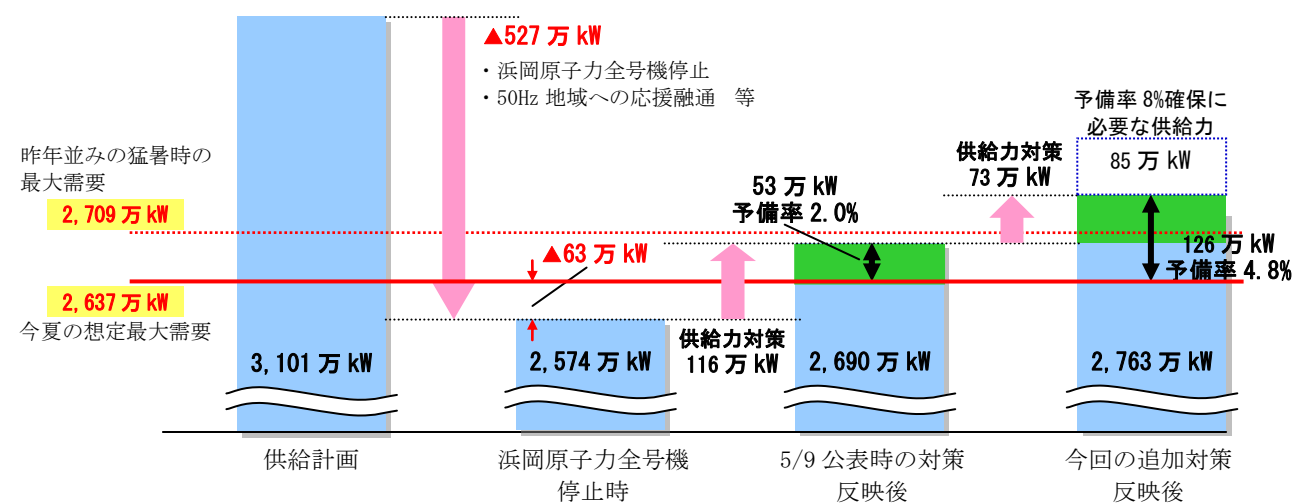 ▲527 万 kW
・浜岡原子力全号機停止
・50Hz 地域への応援融通　等
予備率 8%確保に
必要な供給力
85 万 kW
昨年並みの猛暑時の
最大需要
2,709 万 kW
供給力対策
73 万 kW
53 万 kW
予備率 2.0%
▲63 万 kW
126 万 kW
予備率 4.8%
2,637 万 kW
今夏の想定最大需要
供給力対策
116 万 kW
3,101 万 kW
2,574 万 kW
2,690 万 kW
2,763 万 kW
供給計画
浜岡原子力全号機
停止時
5/9 公表時の対策
反映後
今回の追加対策
反映後